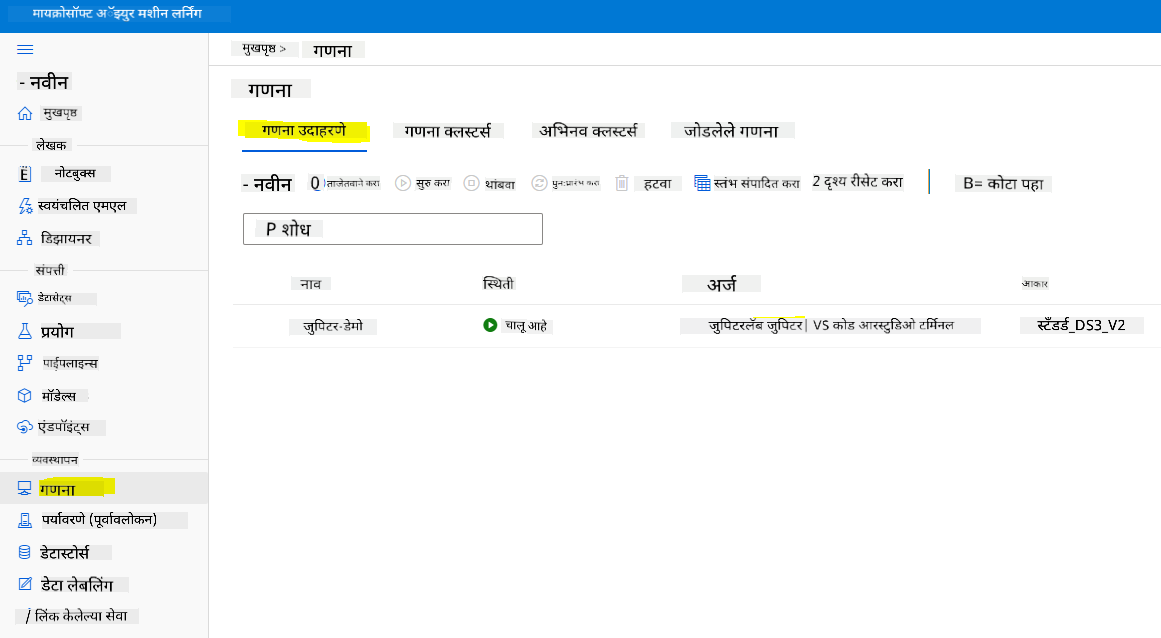 मायक्रोसॉफ्ट अॅझ्युर मशीन लर्निंग
- नवीन
मुखपृष्ठ
लेखक
नोटबुक्स
स्वयंचलित एमएल
डिझायनर
संपत्ती
डेटासेट्स
प्रयोग
पाईपलाइन्स
मॉडेल्स
एंडपॉइंट्स
व्यवस्थापन
गणना
पर्यावरणे (पूर्वावलोकन)
डेटास्टोर्स
डेटा लेबलिंग
/ लिंक केलेल्या सेवा
मुखपृष्ठ > गणना
गणना
गणना उदाहरणे गणना क्लस्टर्स अभिनव क्लस्टर्स जोडलेले गणना
- नवीन ताजेतवाने करा सुरु करा थांबवा पुनःप्रारंभ करा हटवा स्तंभ संपादित करा 2 दृश्य रीसेट करा B= कोटा पहा
P शोध
नाव स्थिती अर्ज आकार
जुपिटर-डेमो चालू आहे जुपिटरलॅब जुपिटर| VS कोड आरस्टुडिओ टर्मिनल स्टँडर्ड_DS3_V2